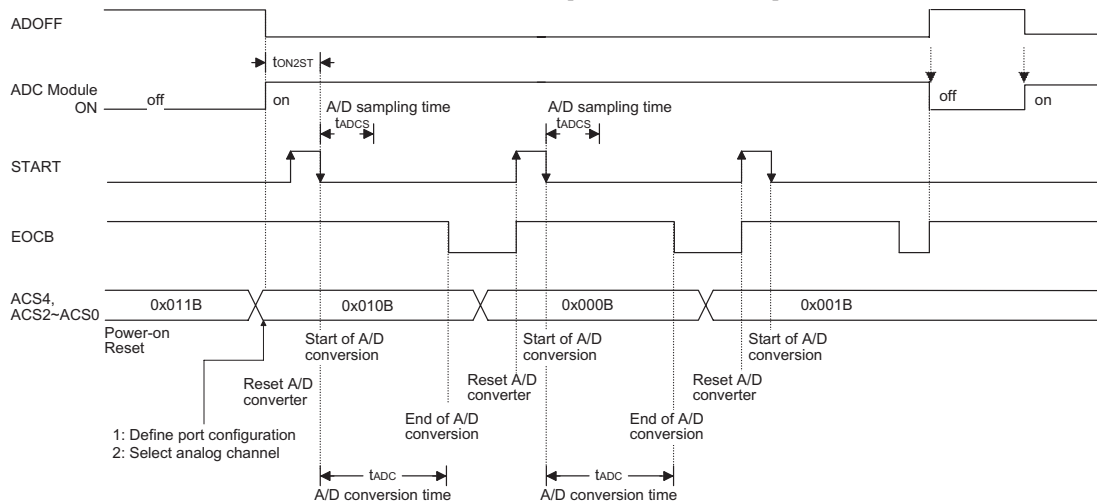 ADOFF
tON2ST
ADC Module
ON
off
on
A/D sampling time
tADCS
A/D sampling time
tADCS
off
on
START
EOCB
ACS4,
ACS2~ACS0
0x011B
0x010B
0x000B
0x001B
Power-on
Reset
Start of A/D
conversion
Start of A/D
conversion
Start of A/D
conversion
Reset A/D
converter
Reset A/D
converter
Reset A/D
converter
End of A/D
conversion
End of A/D
conversion
1: Define port configuration
2: Select analog channel
tADC
A/D conversion time
tADC
A/D conversion time